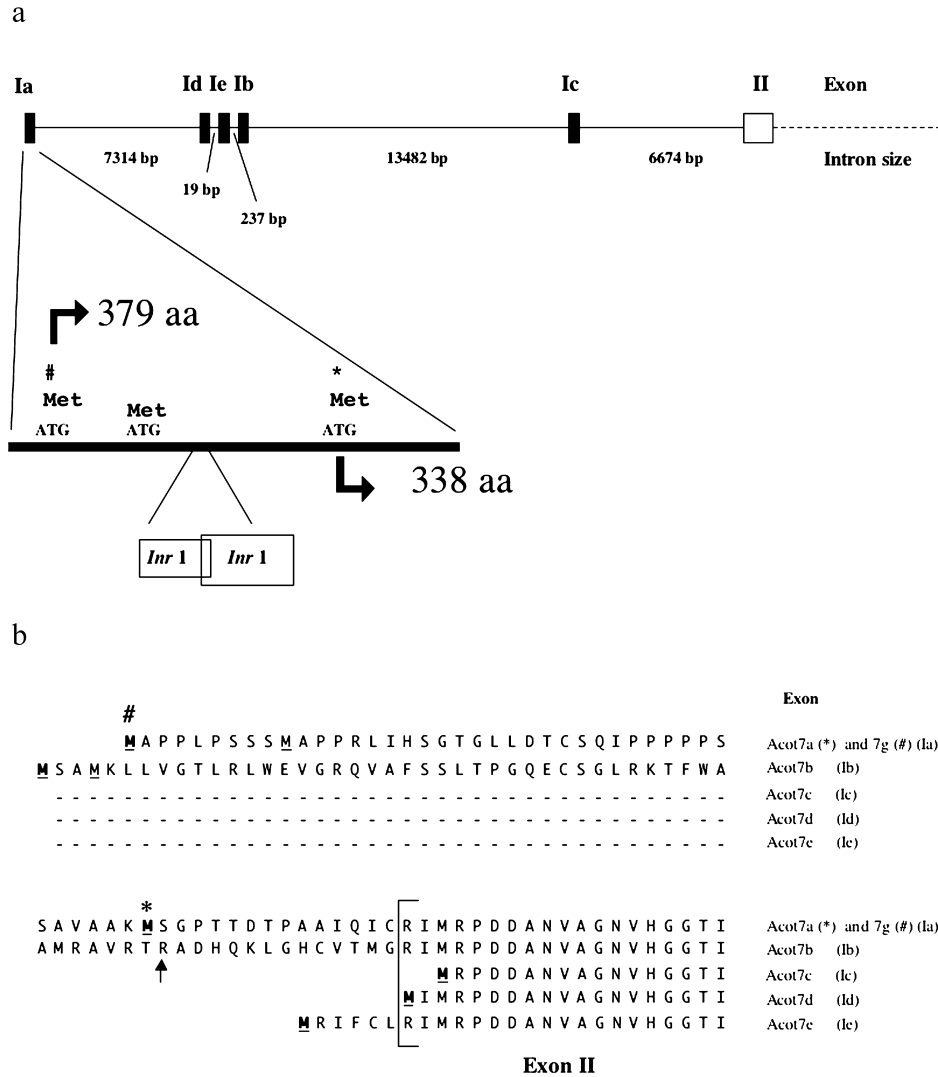 a
Ia Id Ie Ib Ic II Exon
7314 bp 13482 bp 6674 bp Intron size
19 bp
237 bp
379 aa
# *
Met Met Met
ATG ATG ATG
338 aa
Inr 1 Inr 1
b
Exon
#
M A P P L P S S S M A P P R L I H S G T G L L D T C S Q I P P P P P S Acot7a (*) and 7g (#) (Ia)
M S A M K L L V G T L R L W E V G R Q V A F S S L T P G Q E C S G L R K T F W A Acot7b (Ib)
- - - - - - - - - - - - - - - - - - - - - - - - - - - - - - - - - - - - - - - Acot7c (Ic)
- - - - - - - - - - - - - - - - - - - - - - - - - - - - - - - - - - - - - - - Acot7d (Id)
- - - - - - - - - - - - - - - - - - - - - - - - - - - - - - - - - - - - - - - Acot7e (Ie)
*
S A V A A K M S G P T T D T P A A I Q I C R I M R P D D A N V A G N V H G G T I Acot7a (*) and 7g (#) (Ia)
A M R A V R T R A D H Q K L G H C V T M G R I M R P D D A N V A G N V H G G T I Acot7b (Ib)
M R P D D A N V A G N V H G G T I Acot7c (Ic)
M I M R P D D A N V A G N V H G G T I Acot7d (Id)
M R I F C L R I M R P D D A N V A G N V H G G T I Acot7e (Ie)
Exon II